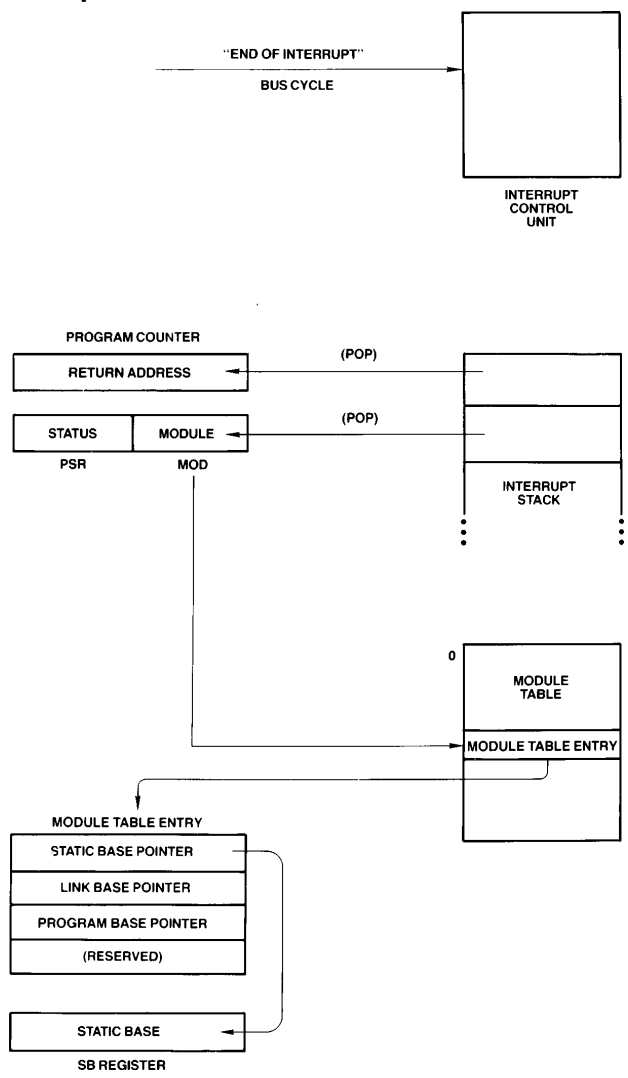 "END OF INTERRUPT"
BUS CYCLE
INTERRUPT
CONTROL
UNIT
PROGRAM COUNTER
RETURN ADDRESS
(POP)
STATUS
MODULE
(POP)
PSR
MOD
INTERRUPT
STACK
0
MODULE
TABLE
MODULE TABLE ENTRY
MODULE TABLE ENTRY
STATIC BASE POINTER
LINK BASE POINTER
PROGRAM BASE POINTER
(RESERVED)
STATIC BASE
SB REGISTER